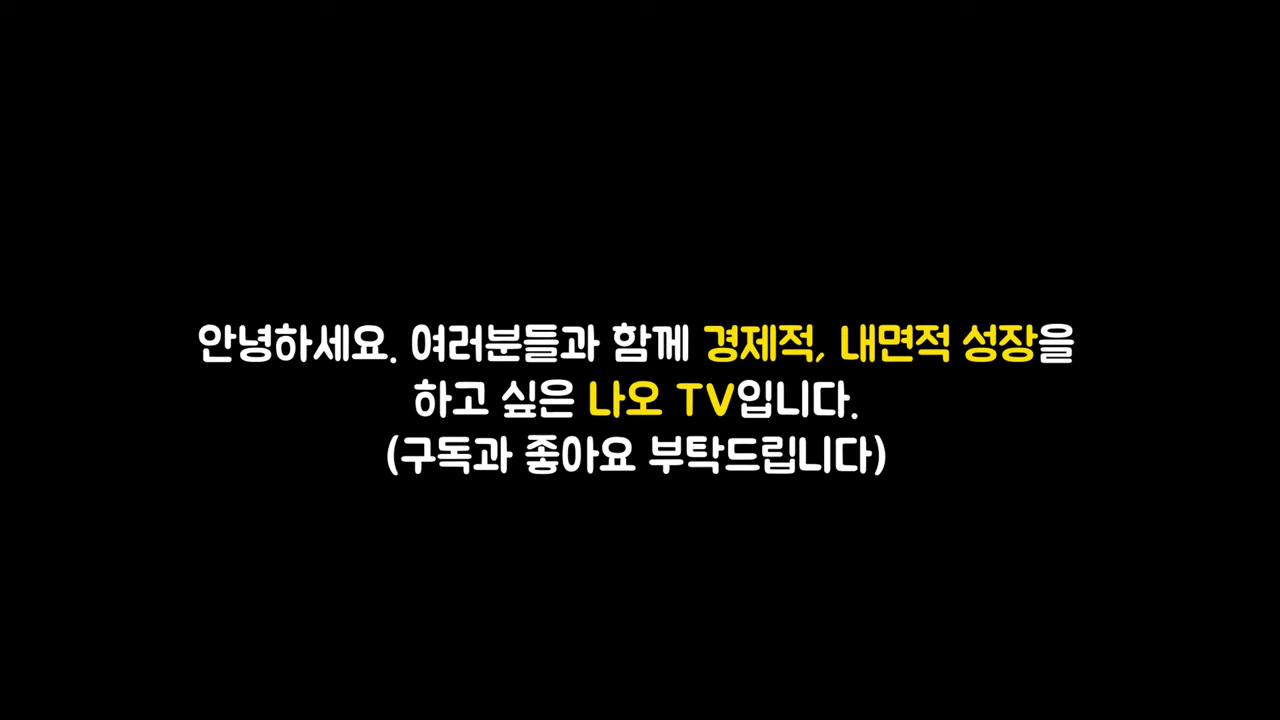 안녕하세요. 여러분들과 함께 경제적, 내면적 성장을
하고 싶은 나오 TV입니다.
(구독과 좋아요 부탁드립니다)